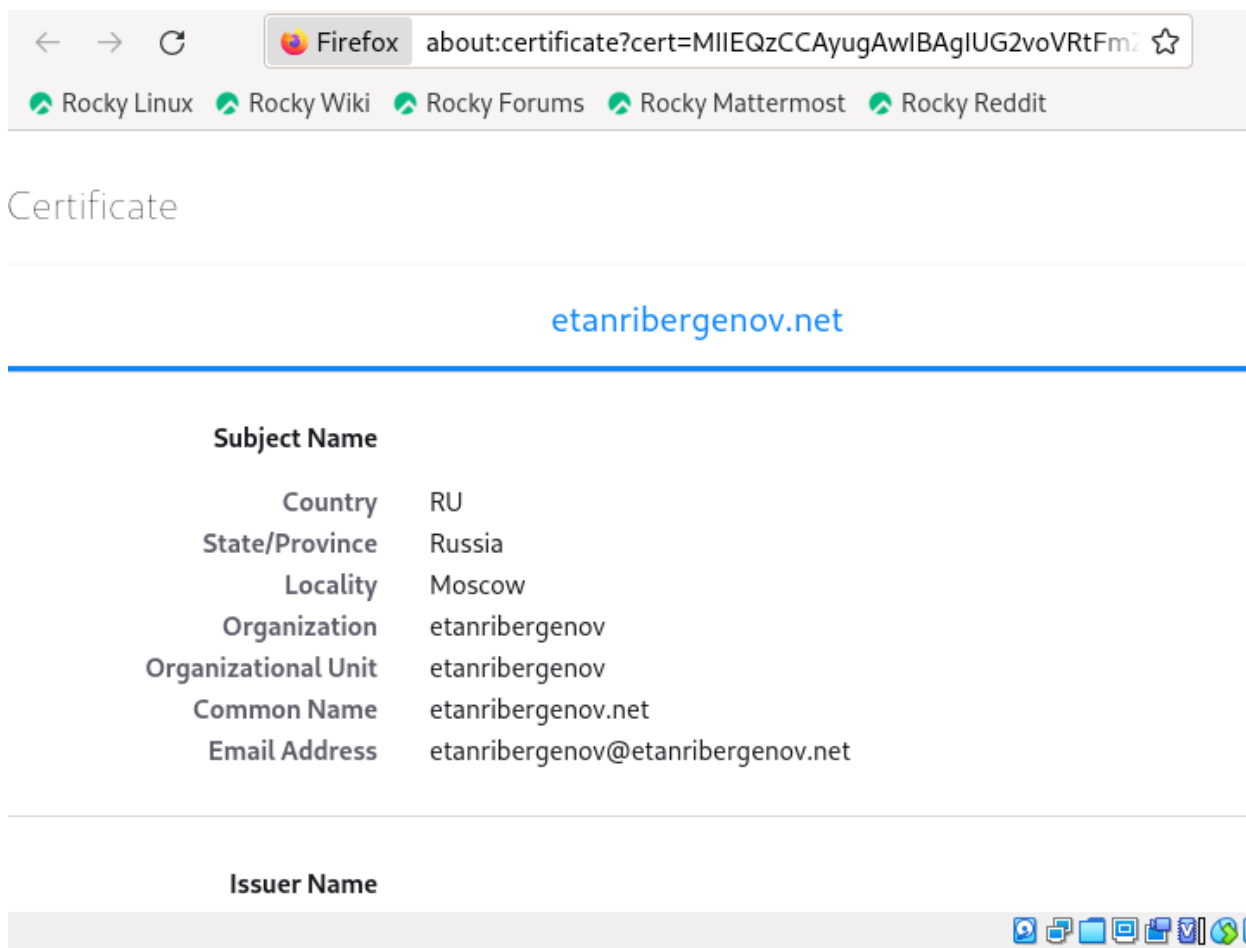 Firefox about:certificate?cert=MIIEQzCCAyugAwIBAgIUG2voVRtFm
Rocky Linux Rocky Wiki Rocky Forums Rocky Mattermost Rocky Reddit
Certificate
etanribergenov.net
Subject Name
Country RU
State/Province Russia
Locality Moscow
Organization etanribergenov
Organizational Unit etanribergenov
Common Name etanribergenov.net
Email Address etanribergenov@etanribergenov.net
Issuer Name